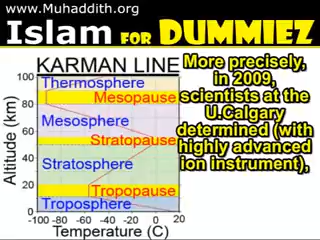 www.Muhaddith.org
Islam FOR DUMMIEZ
KARMAN LINE
Altitude (km)
100
80
60
40
20
0
Thermosphere
Mesopause
Mesosphere
Stratopause
Stratosphere
Tropopause
Troposphere
-100 -80 -60 -40 -20 0 20
Temperature (C)
More precisely,
in 2009,
scientists at the
U.Calgary
determined (with
highly advanced
ion instrument),